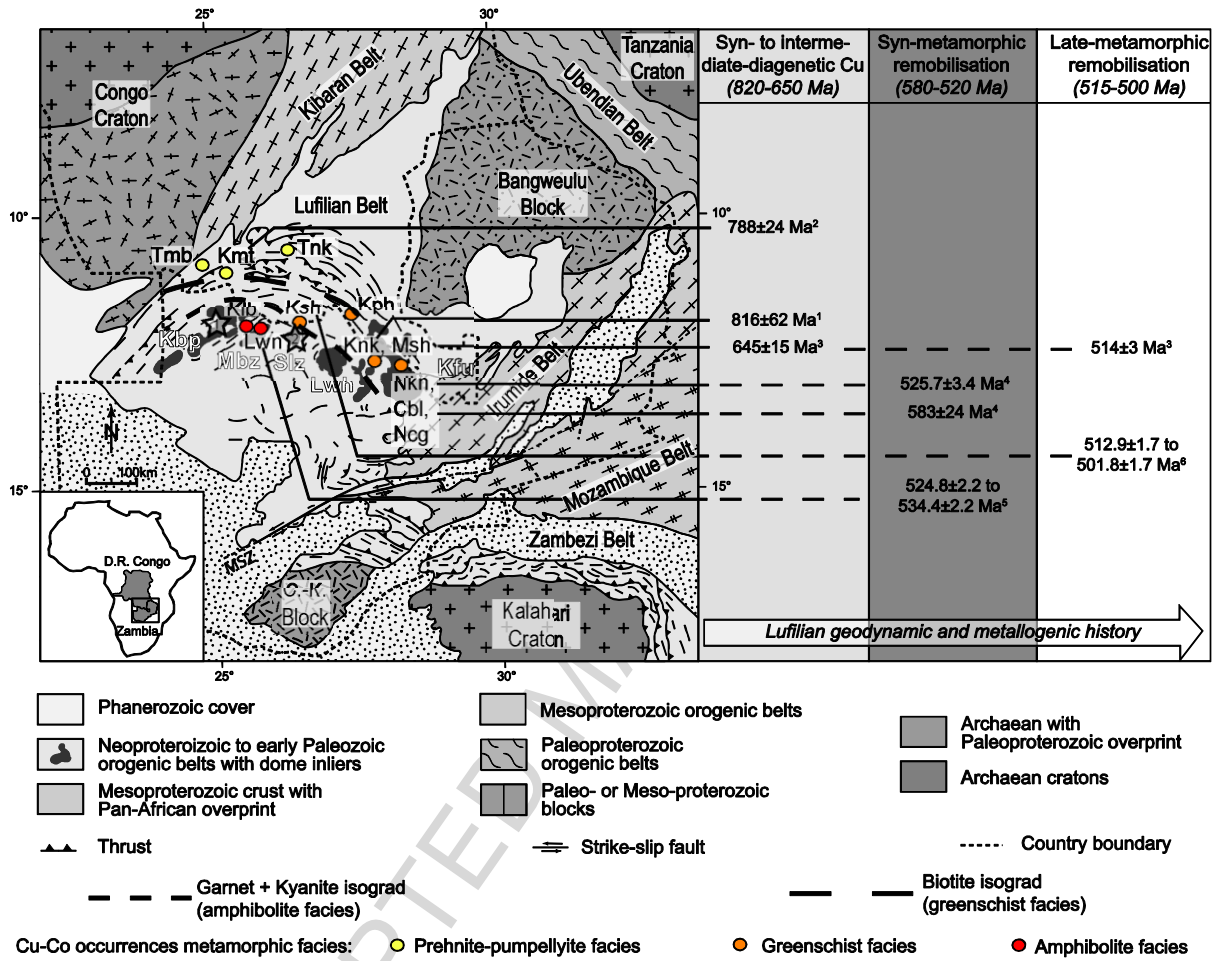 25°
30°
Congo
Craton
Kibaran Belt
Tanzania
Craton
Ubendian Belt
Syn- to interme-
diate-diagenetic Cu
(820-650 Ma)
Syn-metamorphic
remobilisation
(580-520 Ma)
Late-metamorphic
remobilisation
(515-500 Ma)
Bangweulu
Block
Lufilian Belt
10°
10°
788±24 Ma²
Tmb
Kmt
Tnk
Klb
Ksh
Kph
816±62 Ma¹
Kbp
Lwn
Knk
Msh
645±15 Ma³
514±3 Ma³
Mbz
Slz
Lwh
Kfu
Irumide Belt
Nkn,
525.7±3.4 Ma⁴
Cbl,
583±24 Ma⁴
Ncg
N
0 100km
512.9±1.7 to
501.8±1.7 Ma⁶
15°
15°
Mozambique Belt
524.8±2.2 to
534.4±2.2 Ma⁵
Zambezi Belt
MSZ
D.R. Congo
Zambia
C.-K.
Block
Kalahari
Craton
Lufilian geodynamic and metallogenic history
25°
30°
Phanerozoic cover
Neoproteroizoic to early Paleozoic
orogenic belts with dome inliers
Mesoproterozoic crust with
Pan-African overprint
Mesoproterozoic orogenic belts
Paleoproterozoic
orogenic belts
Paleo- or Meso-proterozoic
blocks
Archaean with
Paleoproterozoic overprint
Archaean cratons
Thrust
Strike-slip fault
Country boundary
Garnet + Kyanite isograd
(amphibolite facies)
Biotite isograd
(greenschist facies)
Cu-Co occurrences metamorphic facies:
Prehnite-pumpellyite facies
Greenschist facies
Amphibolite facies